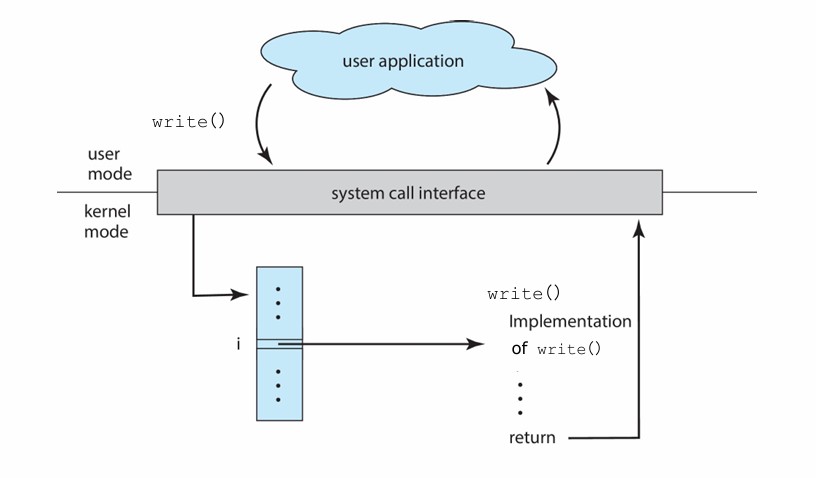 user application
write()
user
mode
system call interface
kernel
mode
write()
Implementation
i
of write()
return